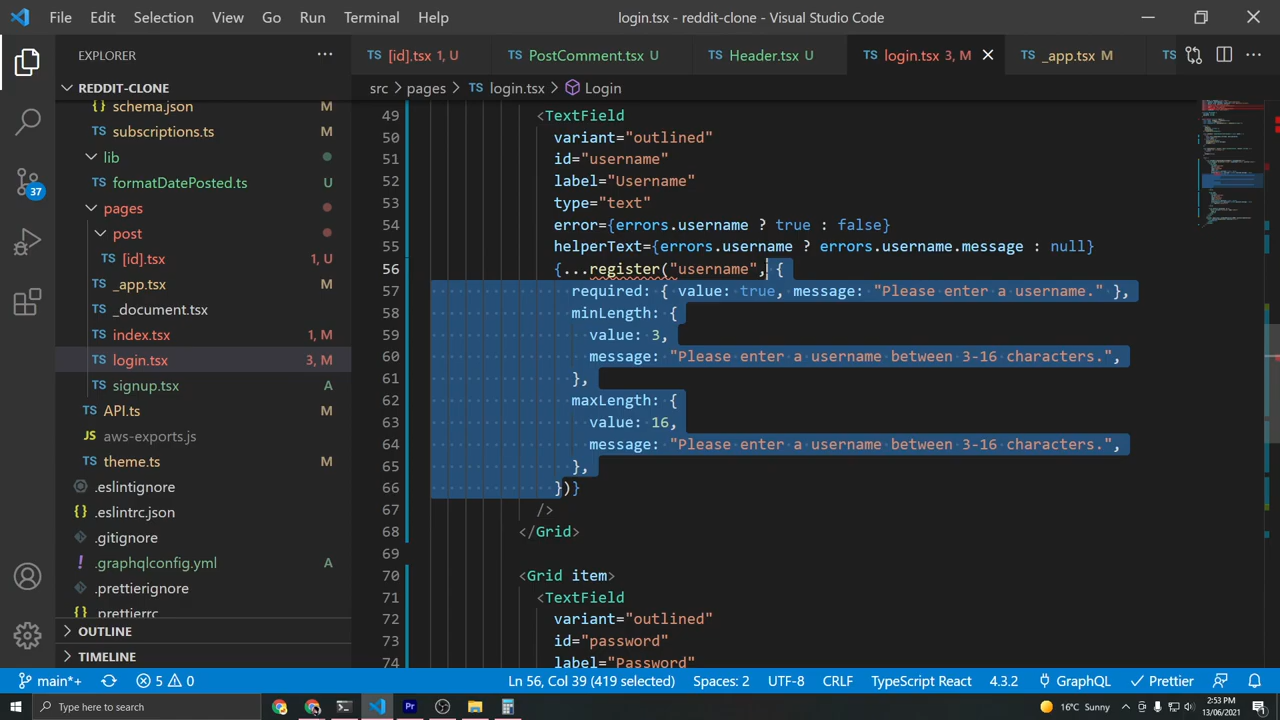 File Edit Selection View Go Run Terminal Help
login.tsx - reddit-clone - Visual Studio Code
EXPLORER
REDDIT-CLONE
schema.json M
subscriptions.ts M
lib
formatDatePosted.ts U
pages
post
[id].tsx 1, U
_app.tsx M
_document.tsx
index.tsx 1, M
login.tsx 3, M
signup.tsx A
API.ts M
aws-exports.js
theme.ts M
.eslintignore
.eslintrc.json
.gitignore
.graphqlconfig.yml A
.prettierignore
.prettierrc
OUTLINE
TIMELINE
37
TS [id].tsx 1, U TS PostComment.tsx U TS Header.tsx U TS login.tsx 3, M TS _app.tsx M TS
src > pages > TS login.tsx > Login
49 <TextField
50 variant="outlined"
51 id="username"
52 label="Username"
53 type="text"
54 error={errors.username ? true : false}
55 helperText={errors.username ? errors.username.message : null}
56 {...register("username", {
57 required: { value: true, message: "Please enter a username." },
58 minLength: {
59 value: 3,
60 message: "Please enter a username between 3-16 characters.",
61 },
62 maxLength: {
63 value: 16,
64 message: "Please enter a username between 3-16 characters.",
65 },
66 })}
67 />
68 </Grid>
69
70 <Grid item>
71 <TextField
72 variant="outlined"
73 id="password"
74 label="Password"
main*+ 5 0 Ln 56, Col 39 (419 selected) Spaces: 2 UTF-8 CRLF TypeScript React 4.3.2 GraphQL Prettier
Type here to search
16°C Sunny
2:53 PM
13/06/2021